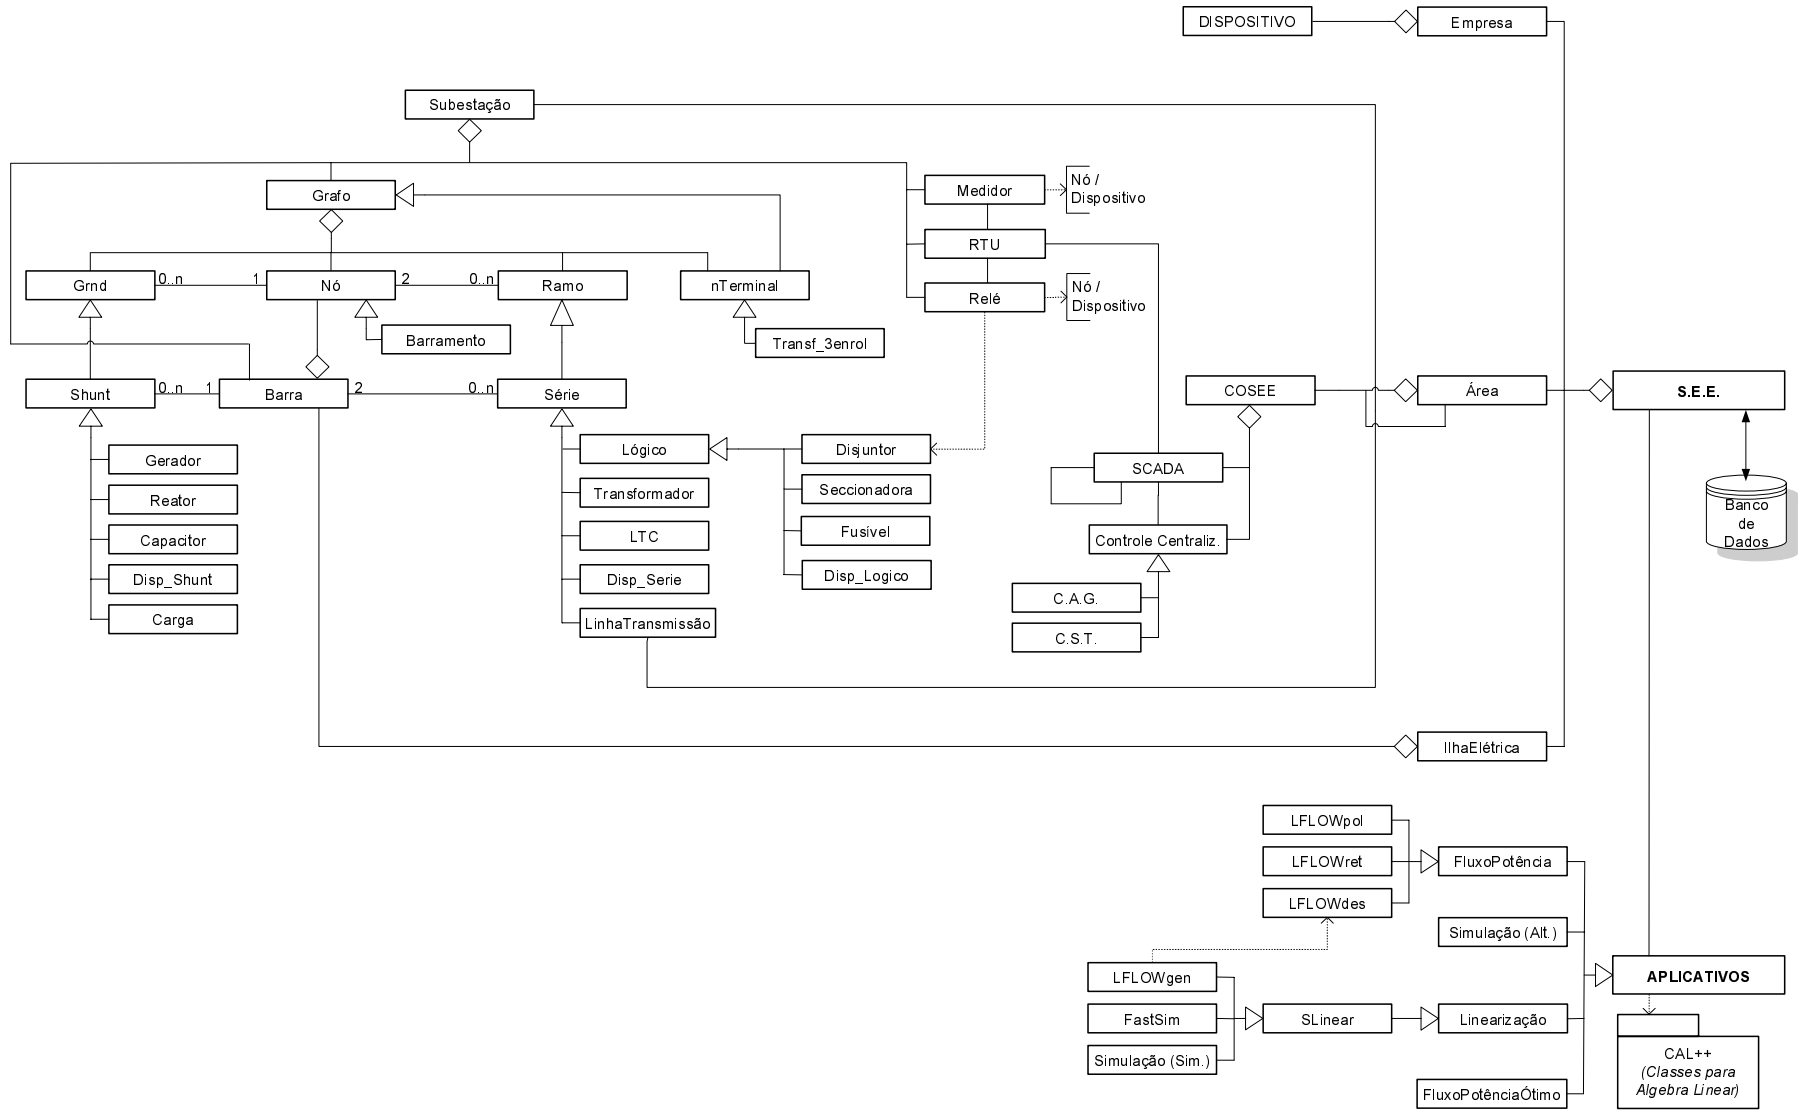 DISPOSITIVO
Empresa
Subestação
Grafo
Medidor
Nó /
Dispositivo
RTU
Grnd
0..n
1
Nó
2
0..n
Ramo
nTerminal
Relé
Nó /
Dispositivo
Barramento
Transf_3enrol
Shunt
0..n
1
Barra
2
0..n
Série
COSEE
Área
S.E.E.
Gerador
Lógico
Disjuntor
SCADA
Reator
Transformador
Seccionadora
Banco
de
Dados
Capacitor
LTC
Fusível
Controle Centraliz.
Disp_Shunt
Disp_Serie
Disp_Logico
C.A.G.
Carga
LinhaTransmissão
C.S.T.
IlhaElétrica
LFLOWpol
LFLOWret
FluxoPotência
LFLOWdes
Simulação (Alt.)
LFLOWgen
APLICATIVOS
FastSim
SLinear
Linearização
Simulação (Sim.)
CAL++
(Classes para
Algebra Linear)
FluxoPotênciaÓtimo